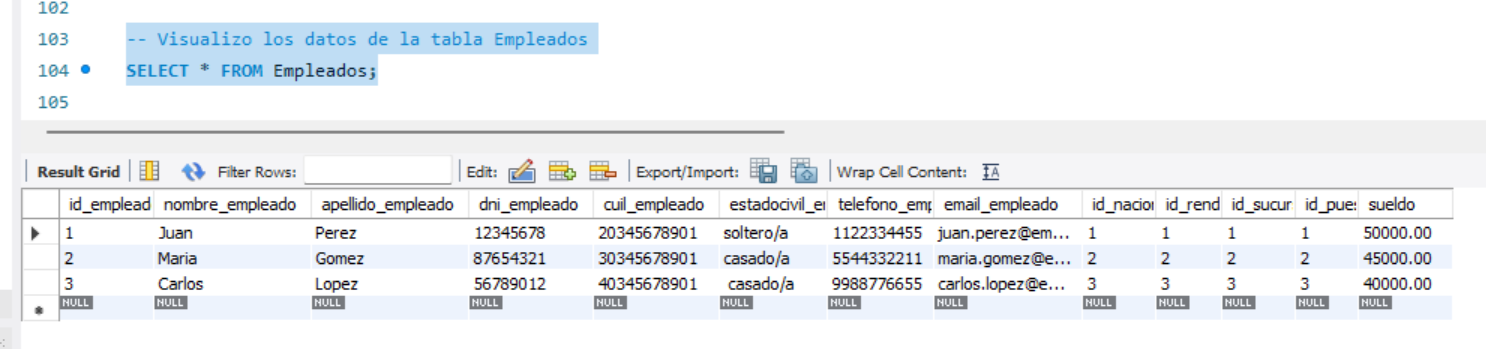 102
103 -- Visualizo los datos de la tabla Empleados
104 SELECT * FROM Empleados;
105
Result Grid Filter Rows: Edit: Export/Import: Wrap Cell Content: IA
id_emplead nombre_empleado apellido_empleado dni_empleado cuil_empleado estadocivil_e telefono_emp email_empleado id_nacion id_rend id_sucur id_pues sueldo
1 Juan Perez 12345678 20345678901 soltero/a 1122334455 juan.perez@em... 1 1 1 1 50000.00
2 Maria Gomez 87654321 30345678901 casado/a 5544332211 maria.gomez@e... 2 2 2 2 45000.00
3 Carlos Lopez 56789012 40345678901 casado/a 9988776655 carlos.lopez@e... 3 3 3 3 40000.00
NULL NULL NULL NULL NULL NULL NULL NULL NULL NULL NULL NULL NULL